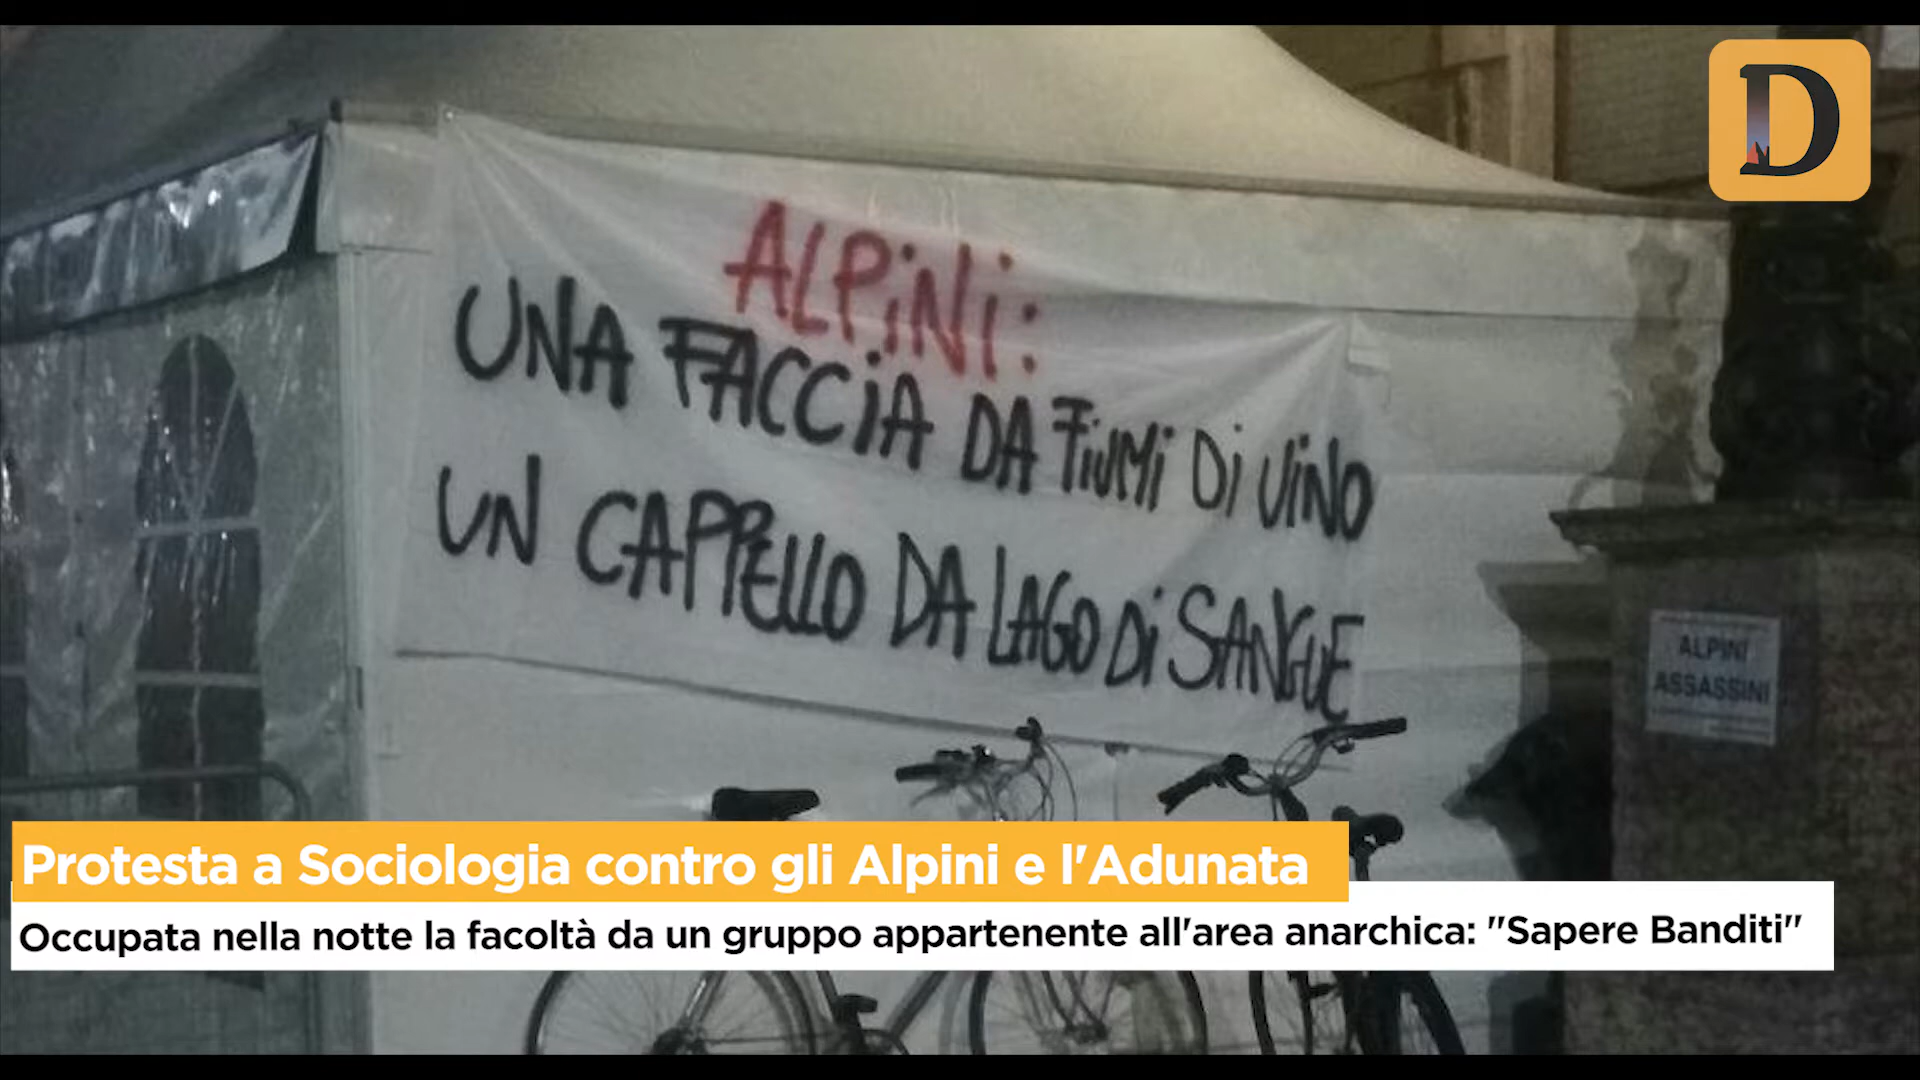 D
ALPiNi:
UNA FACCiA DA FiUMi Di ViNO
UN CAPPELLO DA LAGO Di SANGUE
ALPINI
ASSASSINI
Protesta a Sociologia contro gli Alpini e l'Adunata
Occupata nella notte la facoltà da un gruppo appartenente all'area anarchica: "Sapere Banditi"